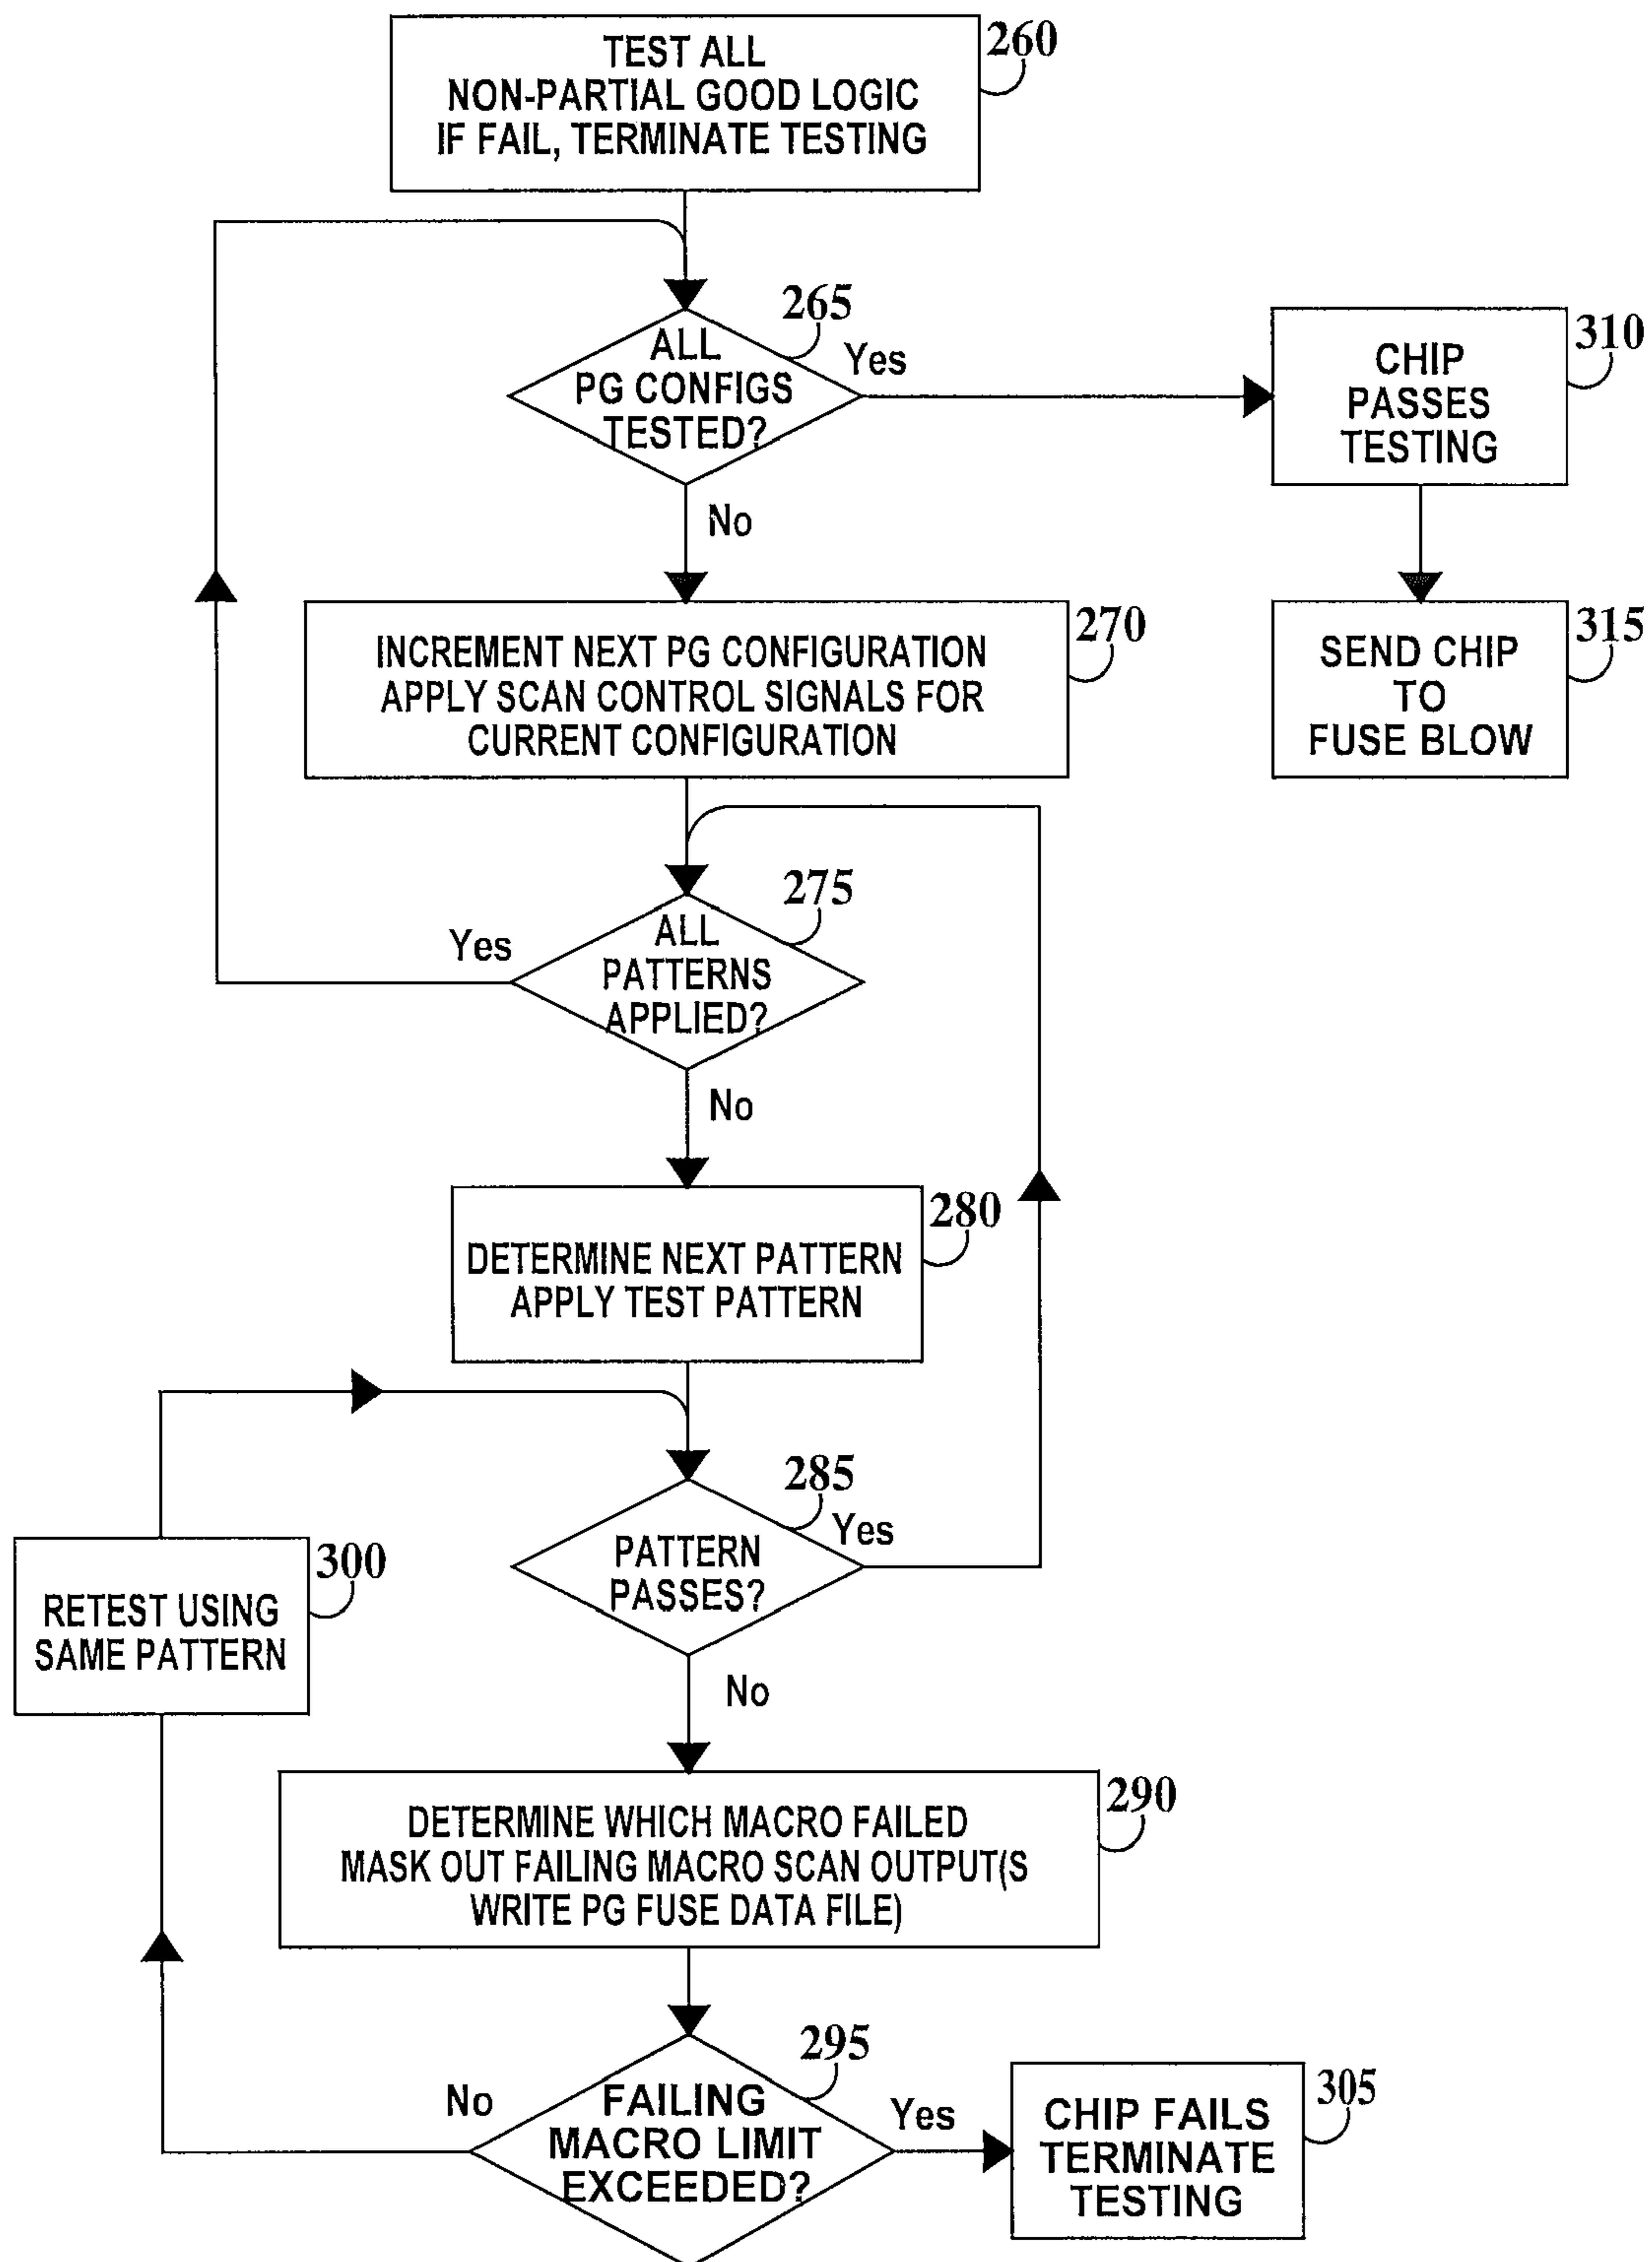 TEST ALL
NON-PARTIAL GOOD LOGIC
IF FAIL, TERMINATE TESTING
260
265
ALL
PG CONFIGS
TESTED?
Yes
No
310
CHIP
PASSES
TESTING
270
INCREMENT NEXT PG CONFIGURATION
APPLY SCAN CONTROL SIGNALS FOR
CURRENT CONFIGURATION
315
SEND CHIP
TO
FUSE BLOW
275
ALL
PATTERNS
APPLIED?
Yes
No
280
DETERMINE NEXT PATTERN
APPLY TEST PATTERN
285
PATTERN
PASSES?
Yes
No
300
RETEST USING
SAME PATTERN
290
DETERMINE WHICH MACRO FAILED
MASK OUT FAILING MACRO SCAN OUTPUT(S
WRITE PG FUSE DATA FILE)
295
FAILING
MACRO LIMIT
EXCEEDED?
No
Yes
305
CHIP FAILS
TERMINATE
TESTING